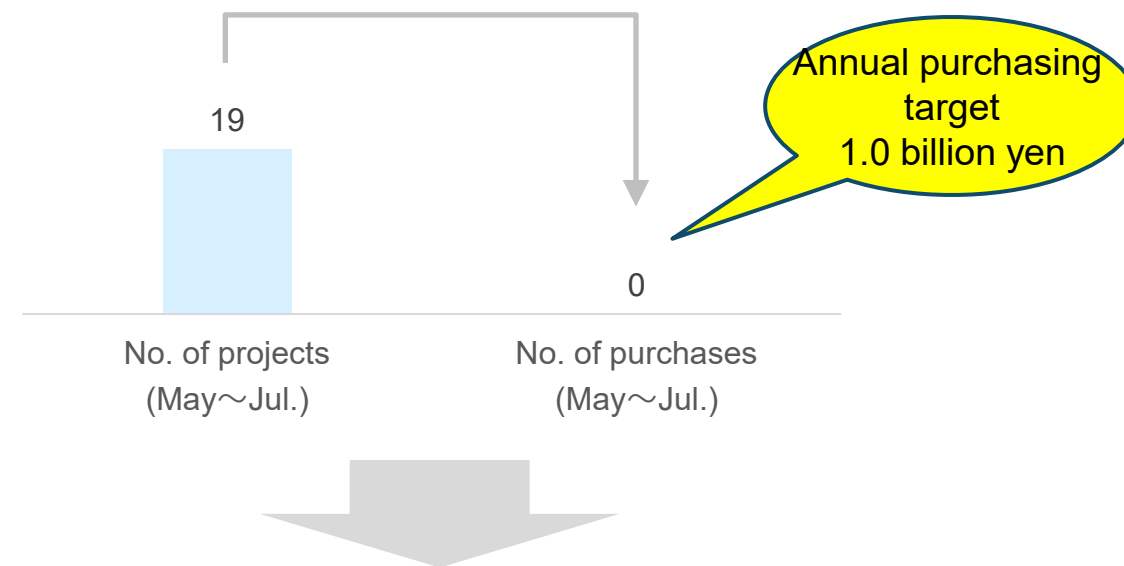 Annual purchasing
target
1.0 billion yen
19
0
No. of projects
(May～Jul.)
No. of purchases
(May～Jul.)